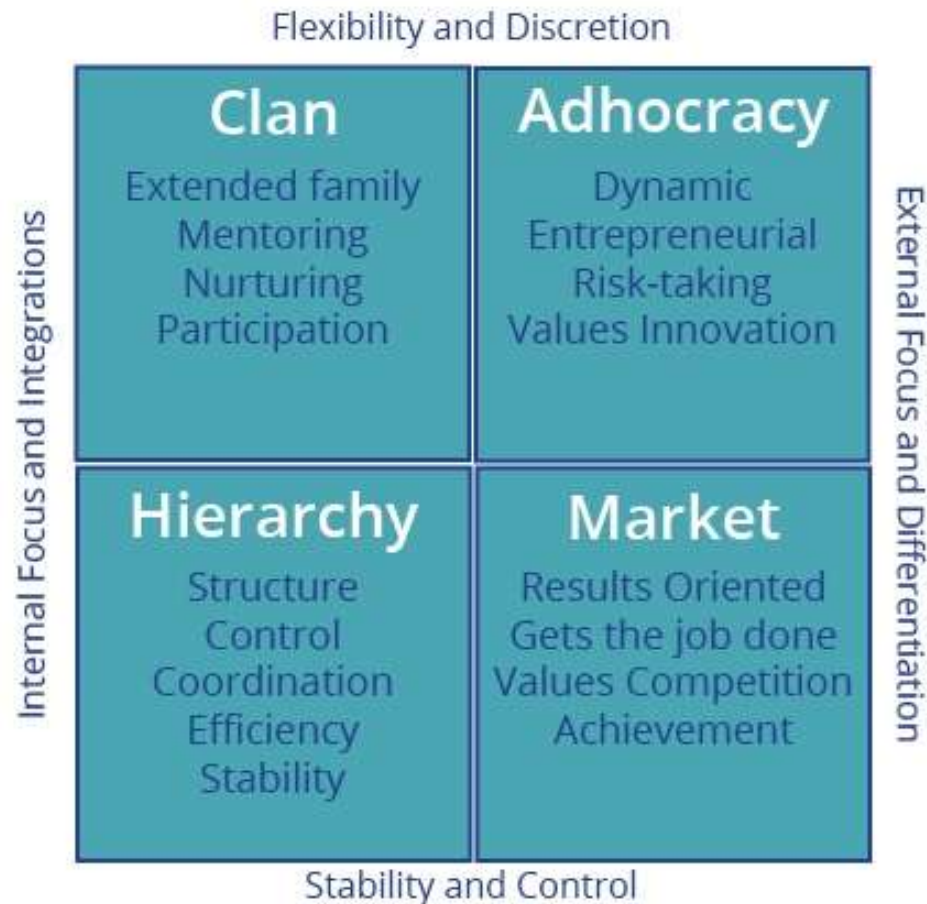 Flexibility and Discretion
Internal Focus and Integrations
Clan
Extended family
Mentoring
Nurturing
Participation
Adhocracy
Dynamic
Entrepreneurial
Risk-taking
Values Innovation
External Focus and Differentiation
Hierarchy
Structure
Control
Coordination
Efficiency
Stability
Market
Results Oriented
Gets the job done
Values Competition
Achievement
Stability and Control